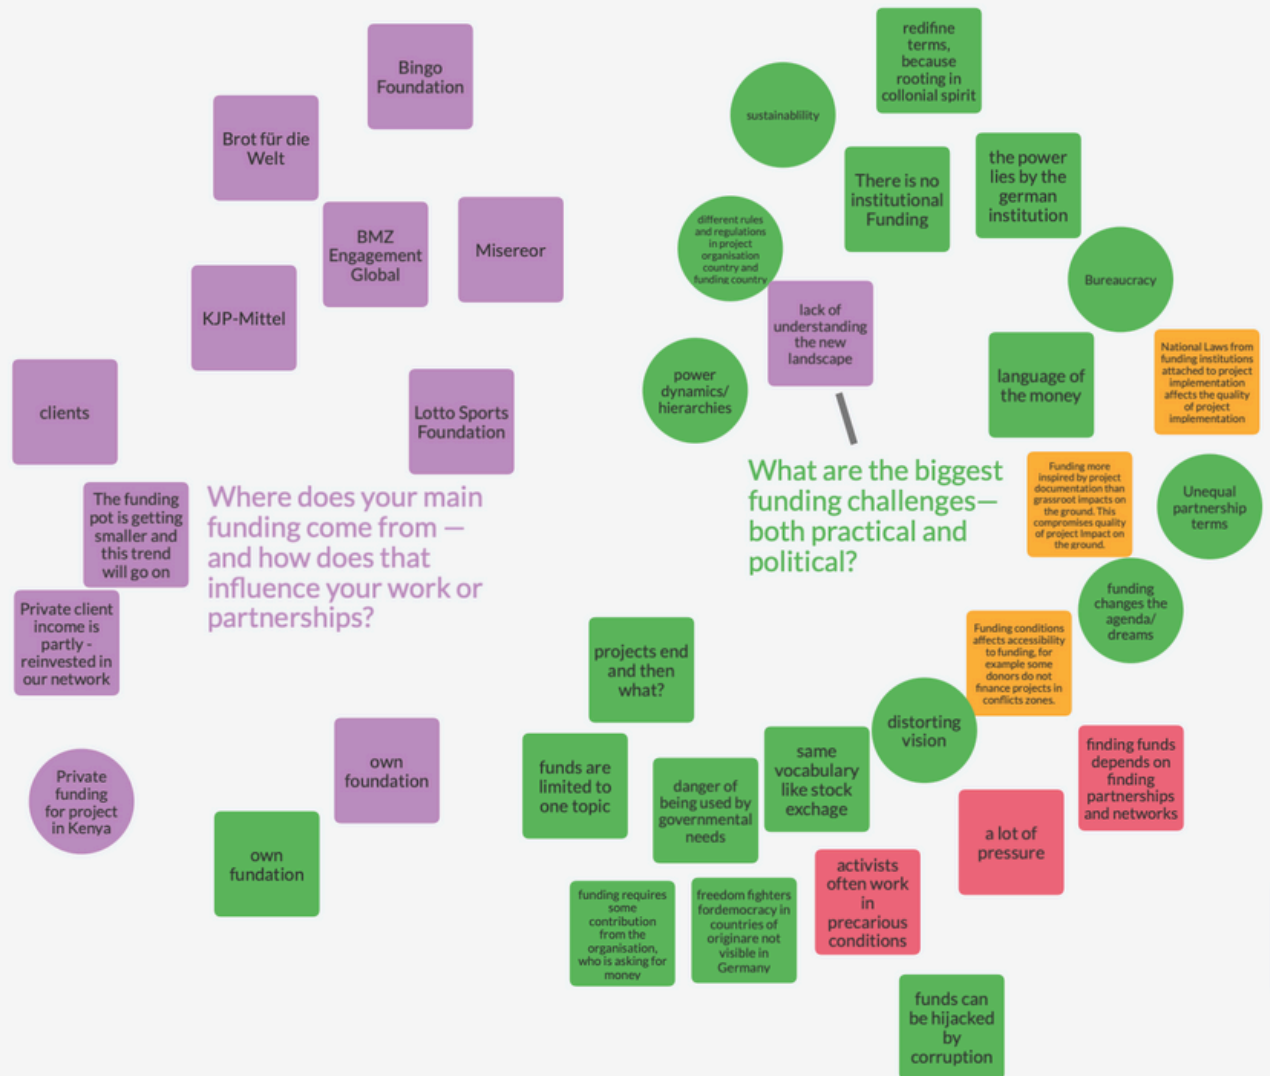 Bingo
Foundation
Brot für die
Welt
BMZ
Engagement
Global
Misereor
KJP-Mittel
clients
Lotto Sports
Foundation
The funding
pot is getting
smaller and
this trend
will go on
Where does your main
funding come from —
and how does that
influence your work or
partnerships?
Private client
income is
partly -
reinvested in
our network
own
foundation
Private
funding
for project
in Kenya
own
fundation
redifine
terms,
because
rooting in
collonial spirit
sustainablility
There is no
institutional
Funding
the power
lies by the
german
institution
different rules
and regulations
in project
organisation
country and
funding country
Bureaucracy
lack of
understanding
the new
landscape
power
dynamics/
hierarchies
language of
the money
National Laws from
funding institutions
attached to project
implementation
affects the quality
of project
implementation
What are the biggest
funding challenges—
both practical and
political?
Funding more
inspired by project
documentation than
grassroot impacts on
the ground. This
compromises quality
of project Impact on
the ground.
Unequal
partnership
terms
funding
changes the
agenda/
dreams
Funding conditions
affects accessibility
to funding, for
example some
donors do not
finance projects in
conflicts zones.
projects end
and then
what?
distorting
vision
funds are
limited to
one topic
danger of
being used by
governmental
needs
same
vocabulary
like stock
exchage
finding funds
depends on
finding
partnerships
and networks
a lot of
pressure
activists
often work
in
precarious
conditions
funding requires
some
contribution
from the
organisation,
who is asking for
money
freedom fighters
fordemocracy in
countries of
originare not
visible in
Germany
funds can
be hijacked
by
corruption